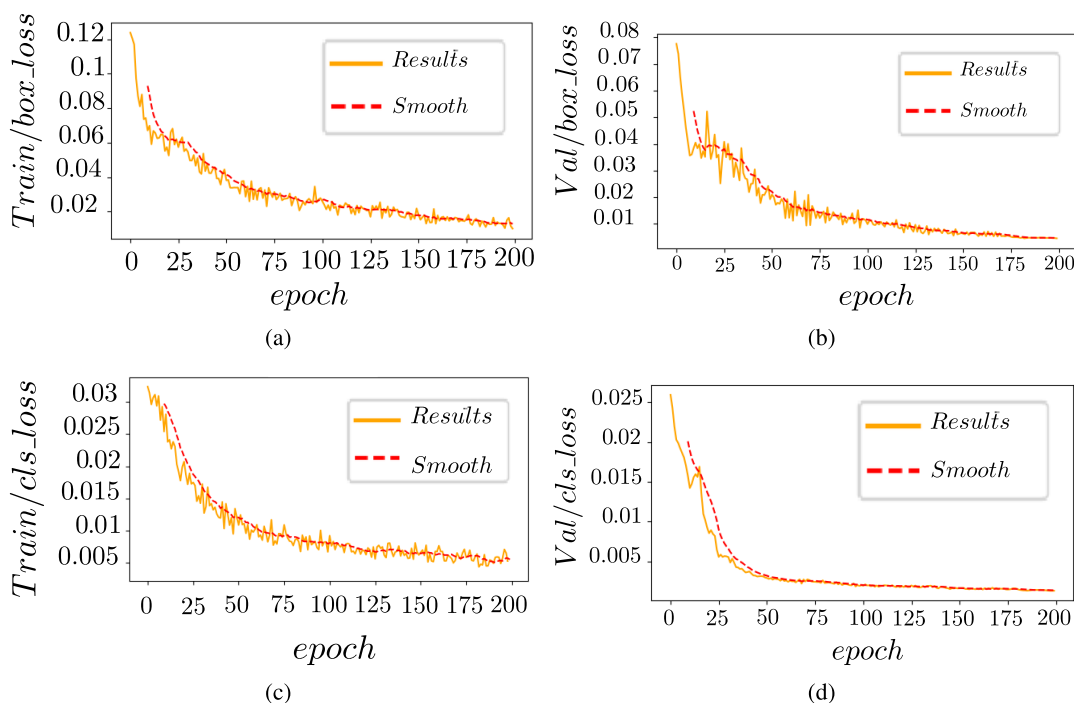 Train/box_loss
0.12
0.1
0.08
0.06
0.04
0.02
Results
Smooth
0 25 50 75 100 125 150 175 200
epoch
(a)
Val/box_loss
0.08
0.07
0.06
0.05
0.04
0.03
0.02
0.01
Results
Smooth
0 25 50 75 100 125 150 175 200
epoch
(b)
Train/cls_loss
0.03
0.025
0.02
0.015
0.01
0.005
Results
Smooth
0 25 50 75 100 125 150 175 200
epoch
(c)
Val/cls_loss
0.025
0.02
0.015
0.01
0.005
Results
Smooth
0 25 50 75 100 125 150 175 200
epoch
(d)